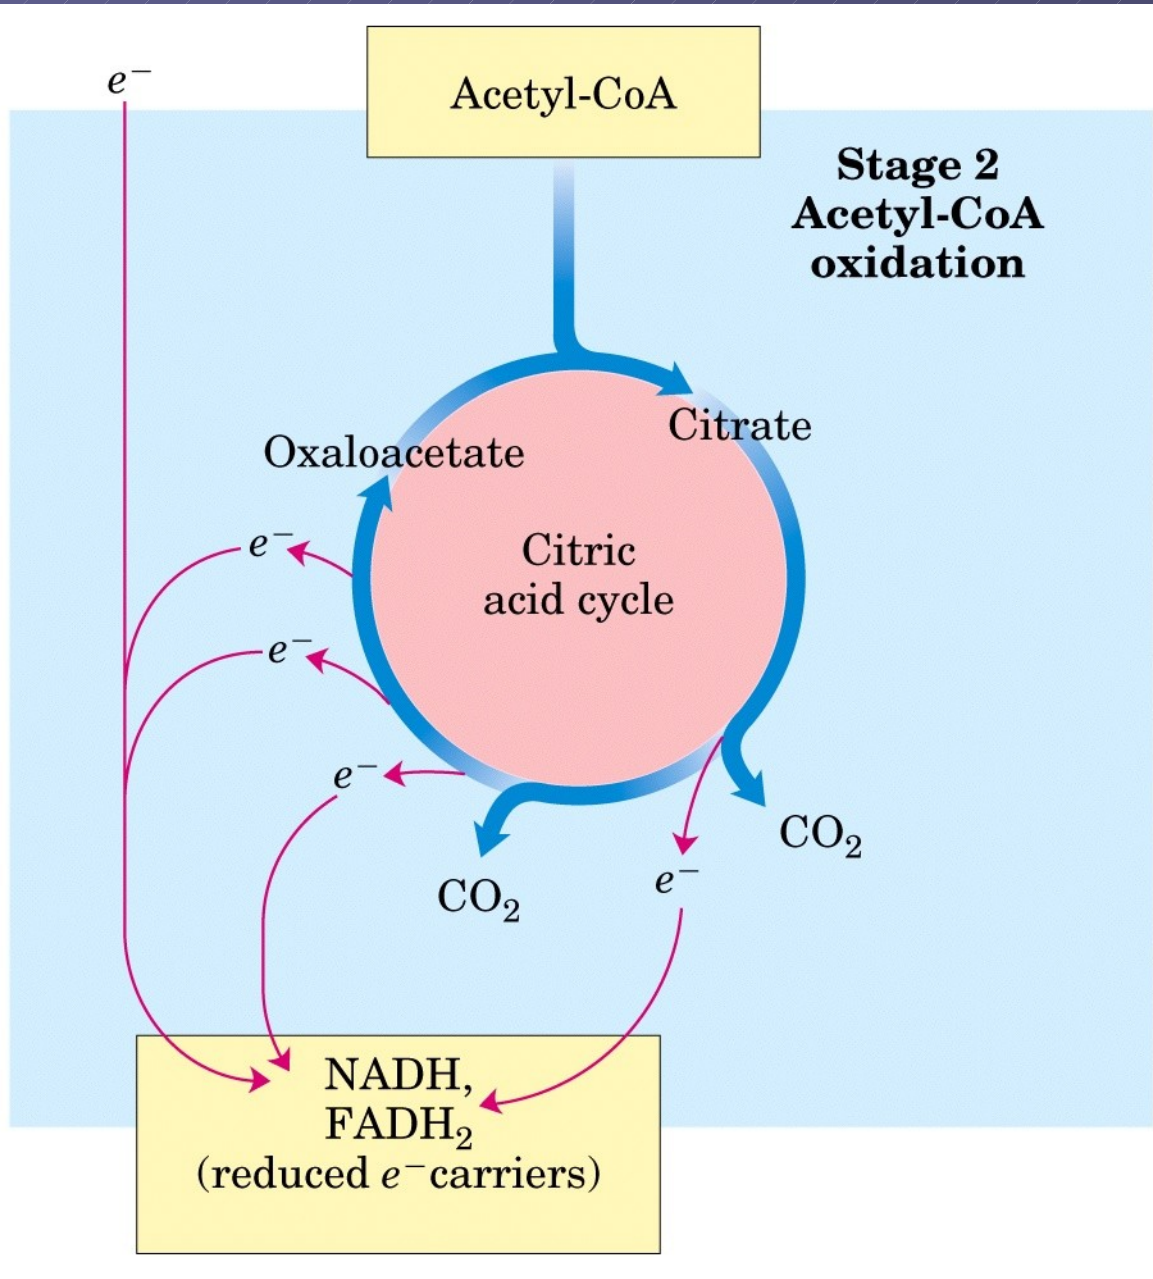 e⁻
Acetyl-CoA
Stage 2
Acetyl-CoA
oxidation
Citrate
Oxaloacetate
e⁻
Citric
acid cycle
e⁻
e⁻
CO₂
CO₂
e⁻
NADH,
FADH₂
(reduced e⁻carriers)